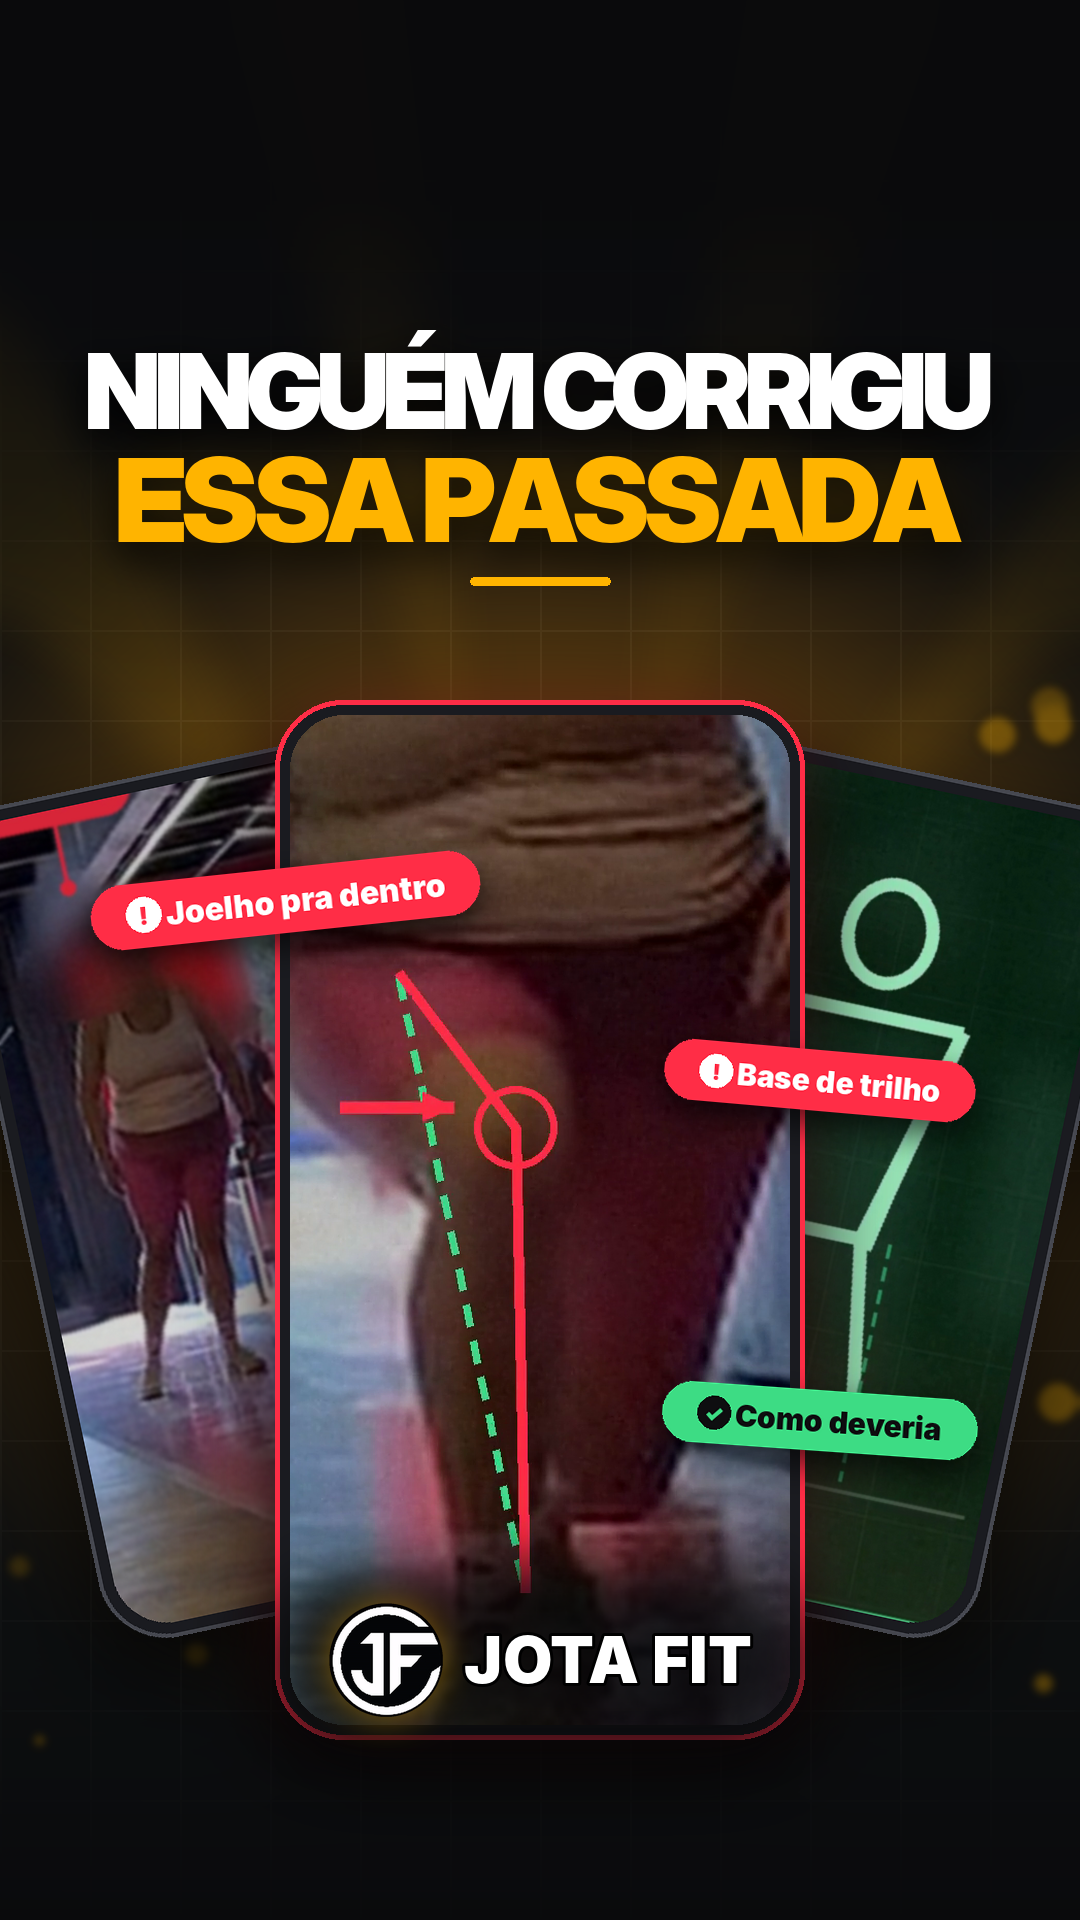 NINGUÉM CORRIGIU
ESSA PASSADA
! Joelho pra dentro
! Base de trilho
Como deveria
JF JOTA FIT